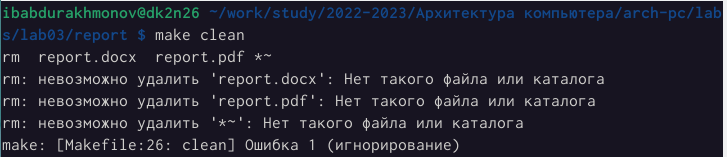 ibabdurakhmonov@dk2n26 ~/work/study/2022-2023/Архитектура компьютера/arch-pc/lab
s/lab03/report $ make clean
rm  report.docx  report.pdf *~
rm: невозможно удалить 'report.docx': Нет такого файла или каталога
rm: невозможно удалить 'report.pdf': Нет такого файла или каталога
rm: невозможно удалить '*~': Нет такого файла или каталога
make: [Makefile:26: clean] Ошибка 1 (игнорирование)